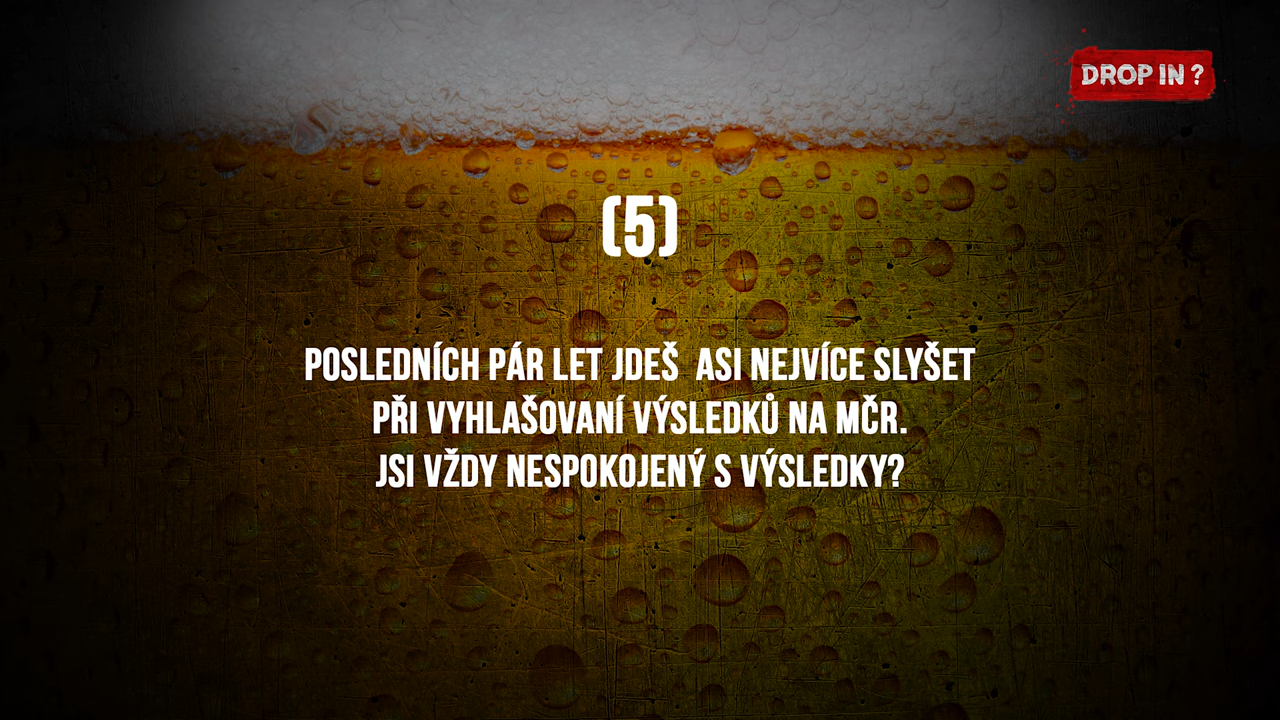 DROP IN ?
(5)
POSLEDNÍCH PÁR LET JDEŠ  ASI NEJVÍCE SLYŠET
PŘI VYHLAŠOVANÍ VÝSLEDKŮ NA MČR.
JSI VŽDY NESPOKOJENÝ S VÝSLEDKY?